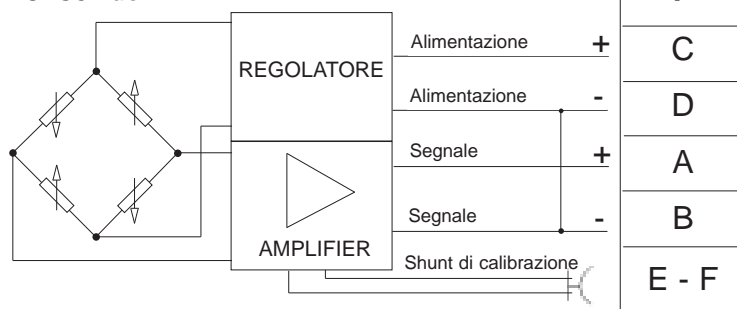 REGOLATORE
Alimentazione + C
Alimentazione - D
Segnale + A
Segnale - B
AMPLIFIER
Shunt di calibrazione E - F